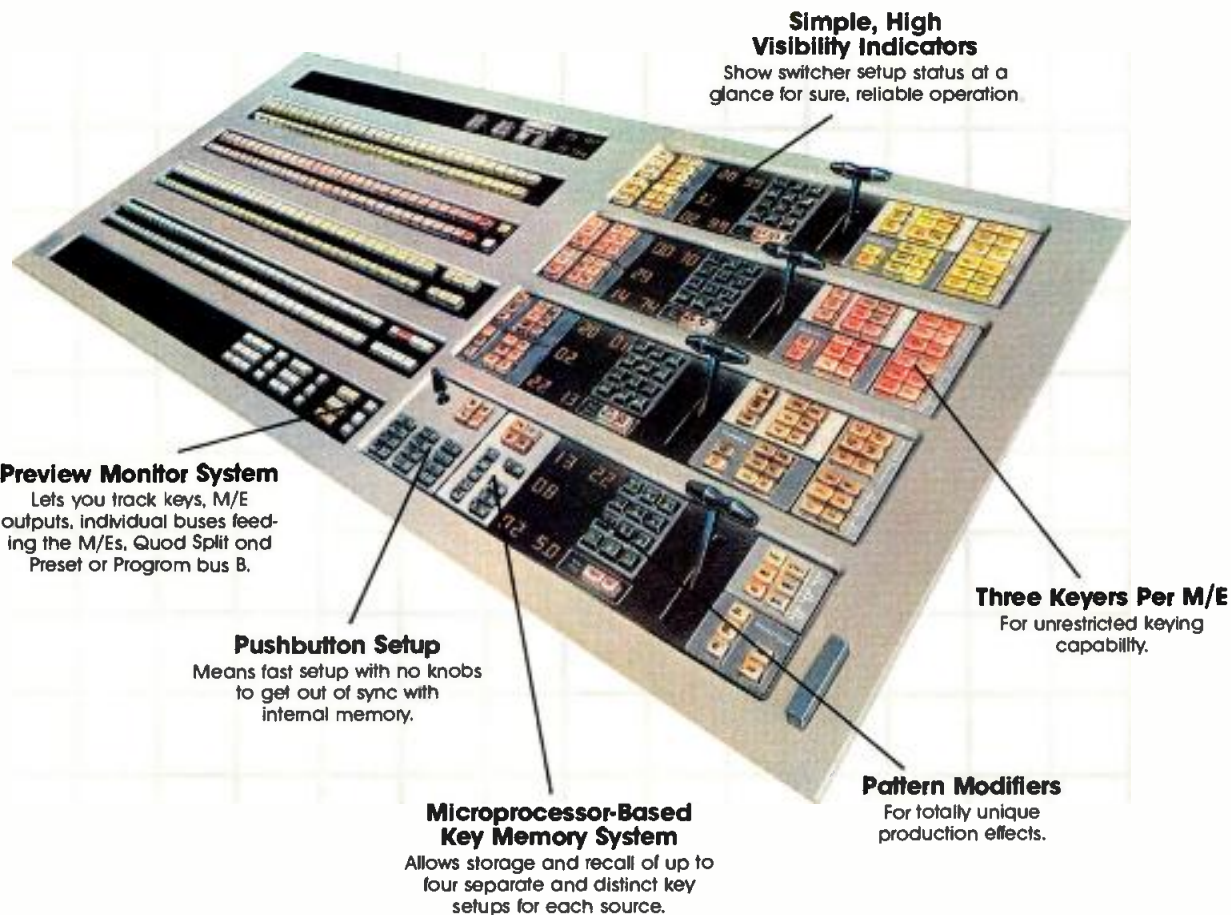 Simple, High
Visibility Indicators
Show switcher setup status at a
glance for sure, reliable operation
Preview Monitor System
Lets you track keys, M/E
outputs, individual buses feed-
ing the M/Es, Quad Split and
Preset or Program bus B.
Three Keyers Per M/E
For unrestricted keying
capability.
Pushbutton Setup
Means fast setup with no knobs
to get out of sync with
internal memory.
Pattern Modifiers
For totally unique
production effects.
Microprocessor-Based
Key Memory System
Allows storage and recall of up to
four separate and distinct key
setups for each source.